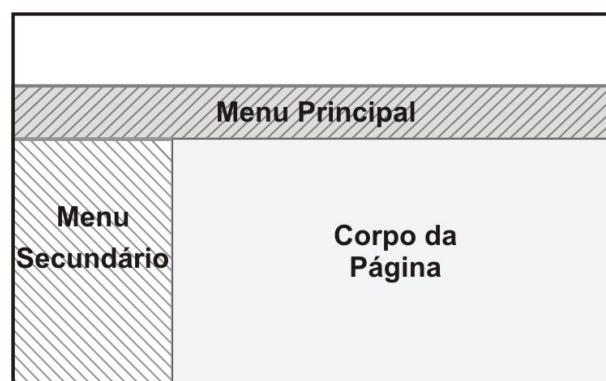 Menu Principal
Menu
Secundário
Corpo da
Página